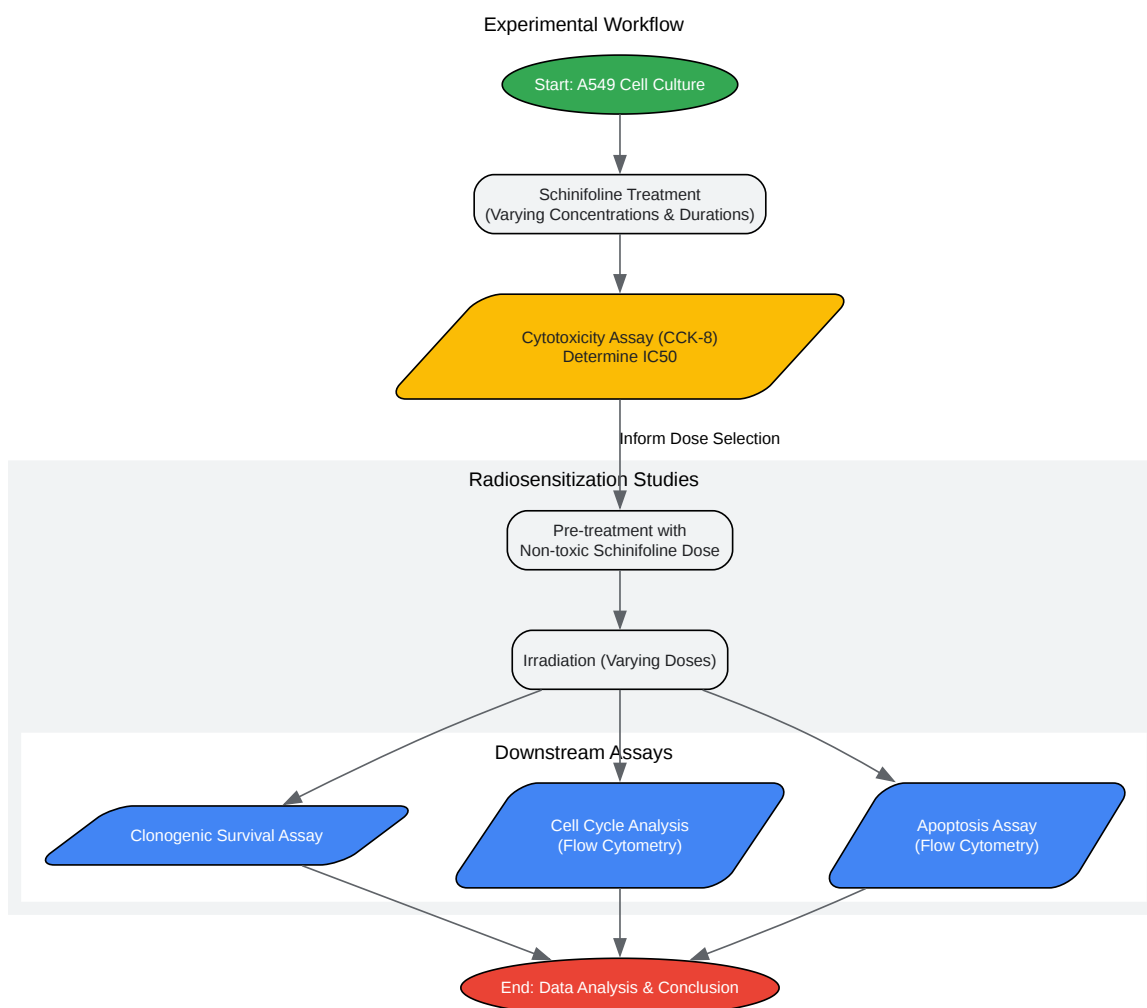 Experimental Workflow
Start: A549 Cell Culture
Schinifoline Treatment
(Varying Concentrations & Durations)
Cytotoxicity Assay (CCK-8)
Determine IC50
Inform Dose Selection
Radiosensitization Studies
Pre-treatment with
Non-toxic Schinifoline Dose
Irradiation (Varying Doses)
Downstream Assays
Clonogenic Survival Assay
Cell Cycle Analysis
(Flow Cytometry)
Apoptosis Assay
(Flow Cytometry)
End: Data Analysis & Conclusion